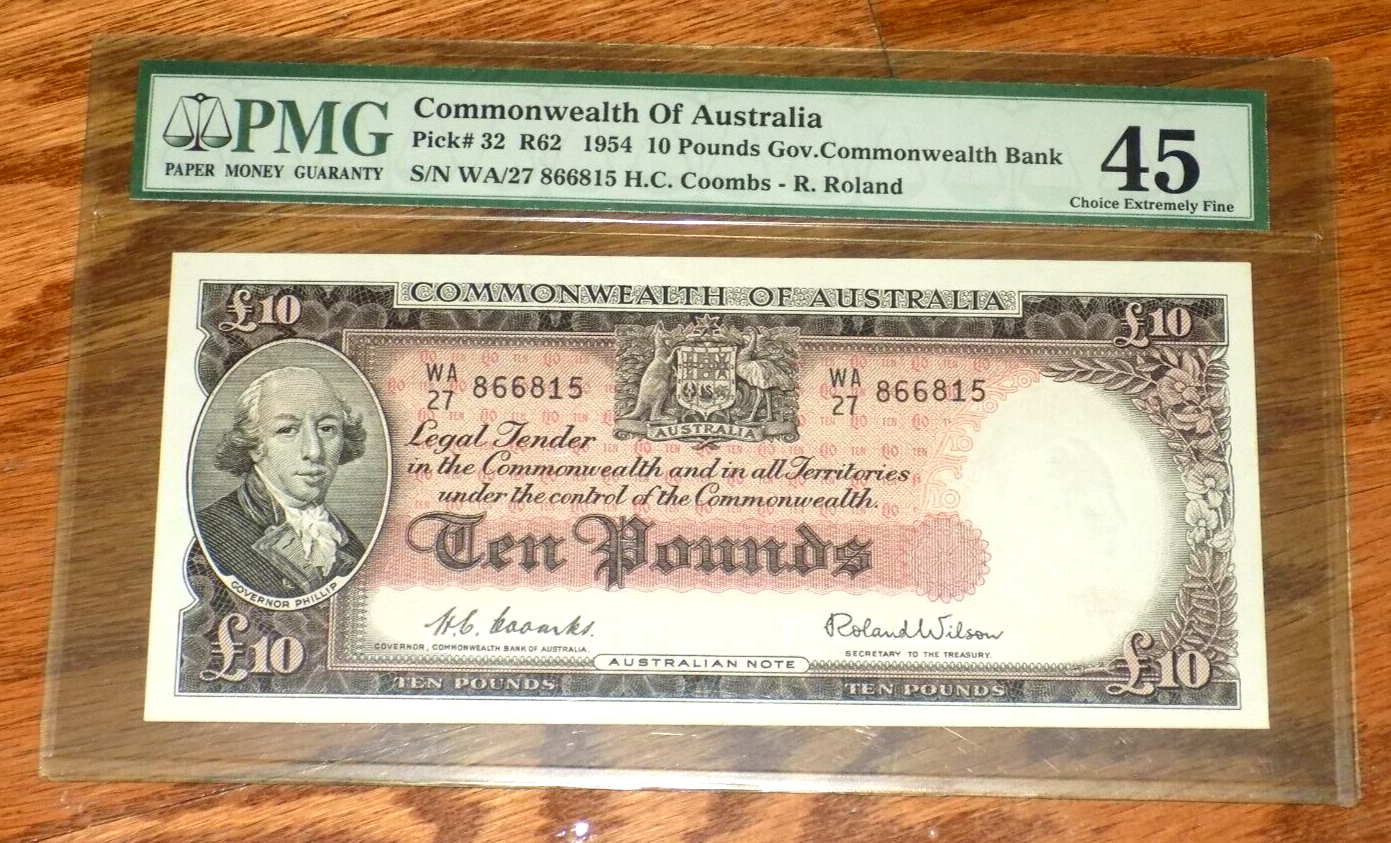 PMG
PAPER MONEY GUARANTY
Commonwealth Of Australia
Pick# 32 R62 1954 10 Pounds Gov.Commonwealth Bank
S/N WA/27 866815 H.C. Coombs - R. Roland
45
Choice Extremely Fine
£10
COMMONWEALTH OF AUSTRALIA
£10
WA
27 866815
WA
27 866815
AUSTRALIA
Legal Tender
in the Commonwealth and in all Territories
under the control of the Commonwealth.
Ten Pounds
GOVERNOR PHILLIP
H.C. Coombs.
GOVERNOR, COMMONWEALTH BANK OF AUSTRALIA.
Roland Wilson
SECRETARY TO THE TREASURY.
£10
AUSTRALIAN NOTE
£10
TEN POUNDS
TEN POUNDS